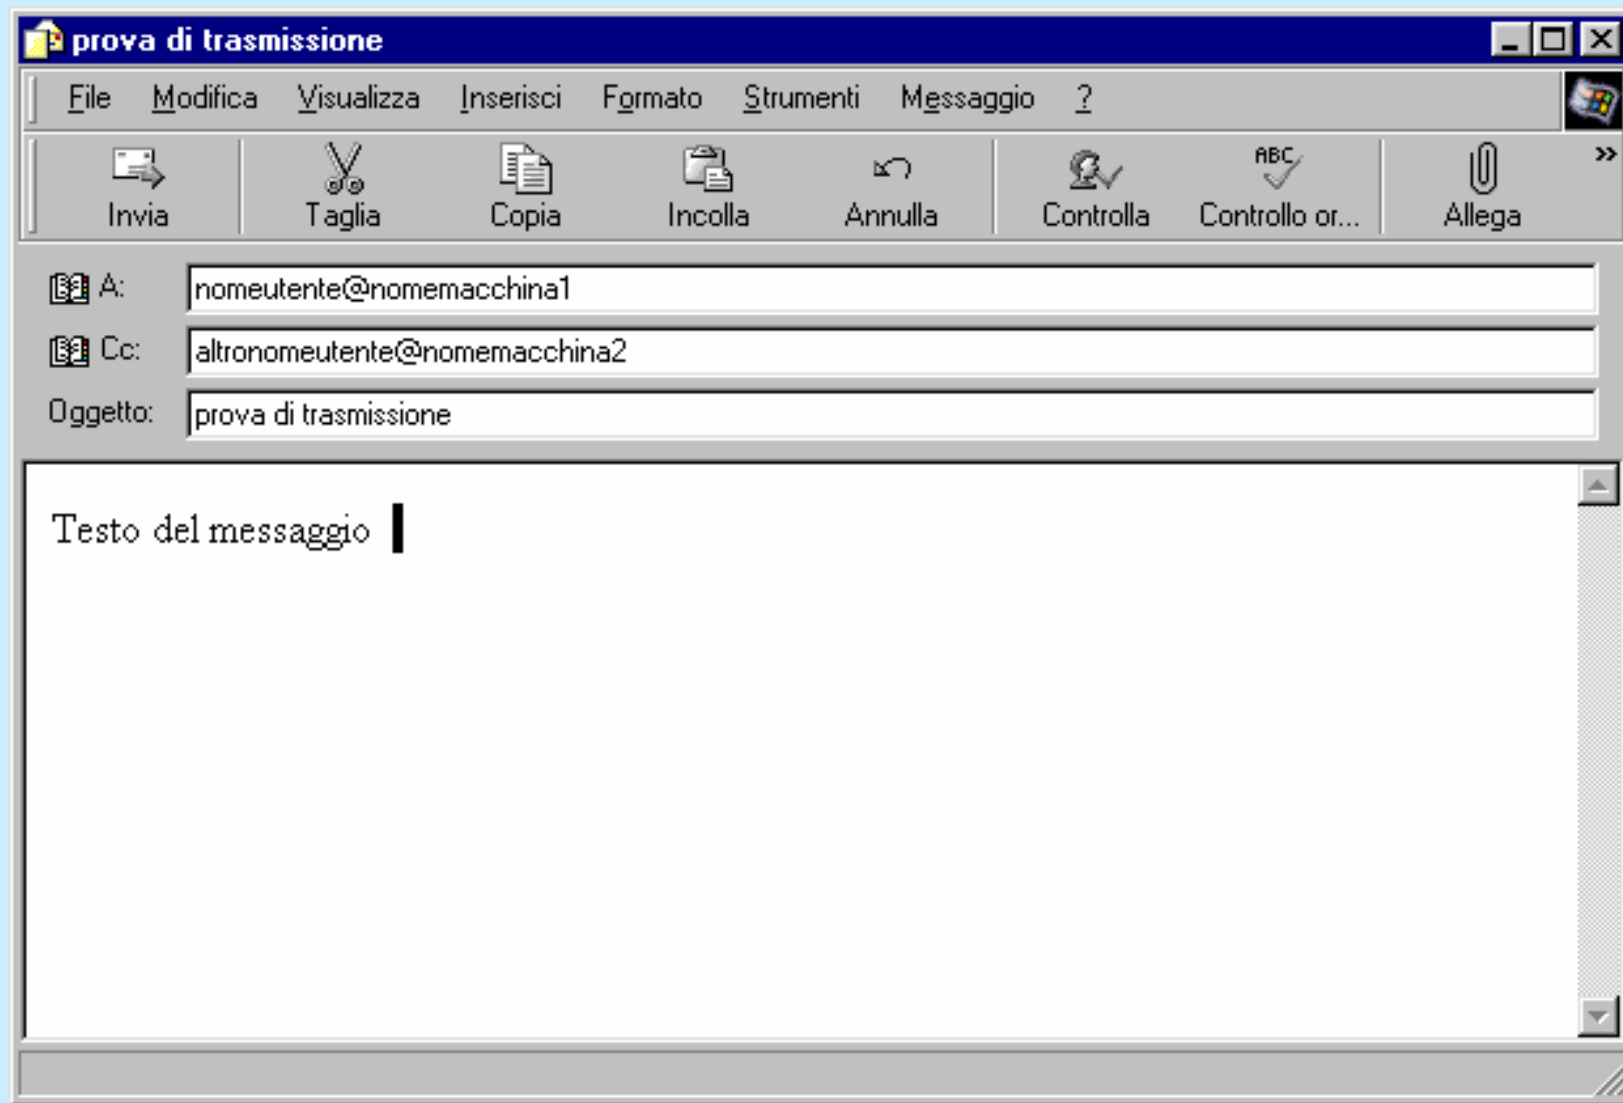 prova di trasmissione
File Modifica Visualizza Inserisci Formato Strumenti Messaggio ?
ABC »
Invia Taglia Copia Incolla Annulla Controlla Controllo or... Allega
A: nomeutente@nomemacchina1
Cc: altronomeutente@nomemacchina2
Oggetto: prova di trasmissione
Testo del messaggio